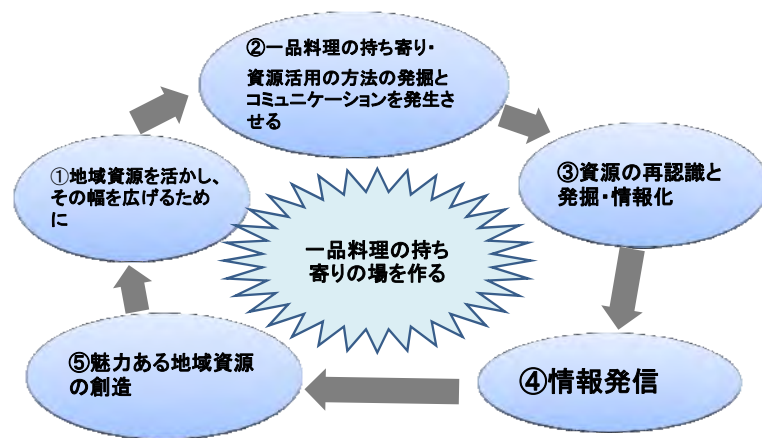 ①地域資源を活かし、
その幅を広げるため
に
②一品料理の持ち寄り・
資源活用の方法の発掘と
コミュニケーションを発生さ
せる
③資源の再認識と
発掘・情報化
④情報発信
⑤魅力ある地域資源
の創造
一品料理の持ち
寄りの場を作る